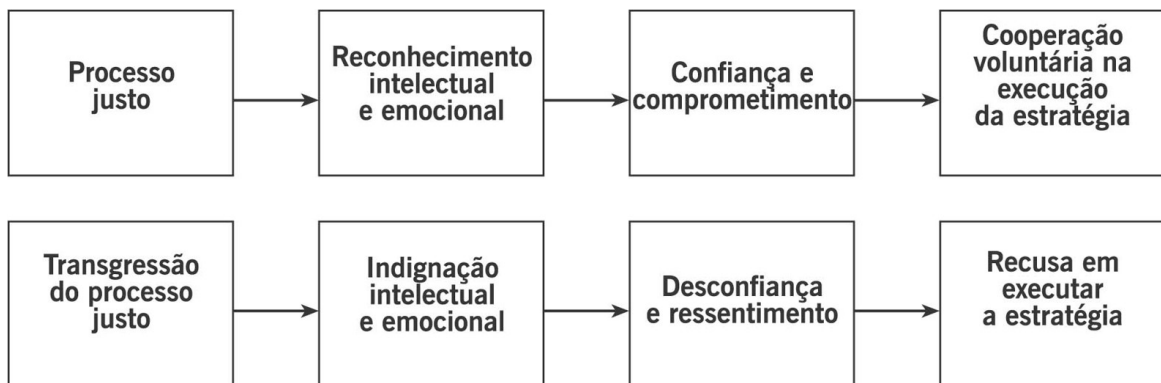 Processo
justo
Reconhecimento
intelectual
e emocional
Confiança e
comprometimento
Cooperação
voluntária na
execução
da estratégia
Transgressão
do processo
justo
Indignação
intelectual
e emocional
Desconfiança
e ressentimento
Recusa em
executar
a estratégia